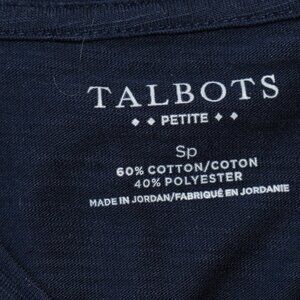 TALBOTS
◆ ◆ PETITE ◆ ◆
Sp
60% COTTON/COTON
40% POLYESTER
MADE IN JORDAN/FABRIQUÉ EN JORDANIE